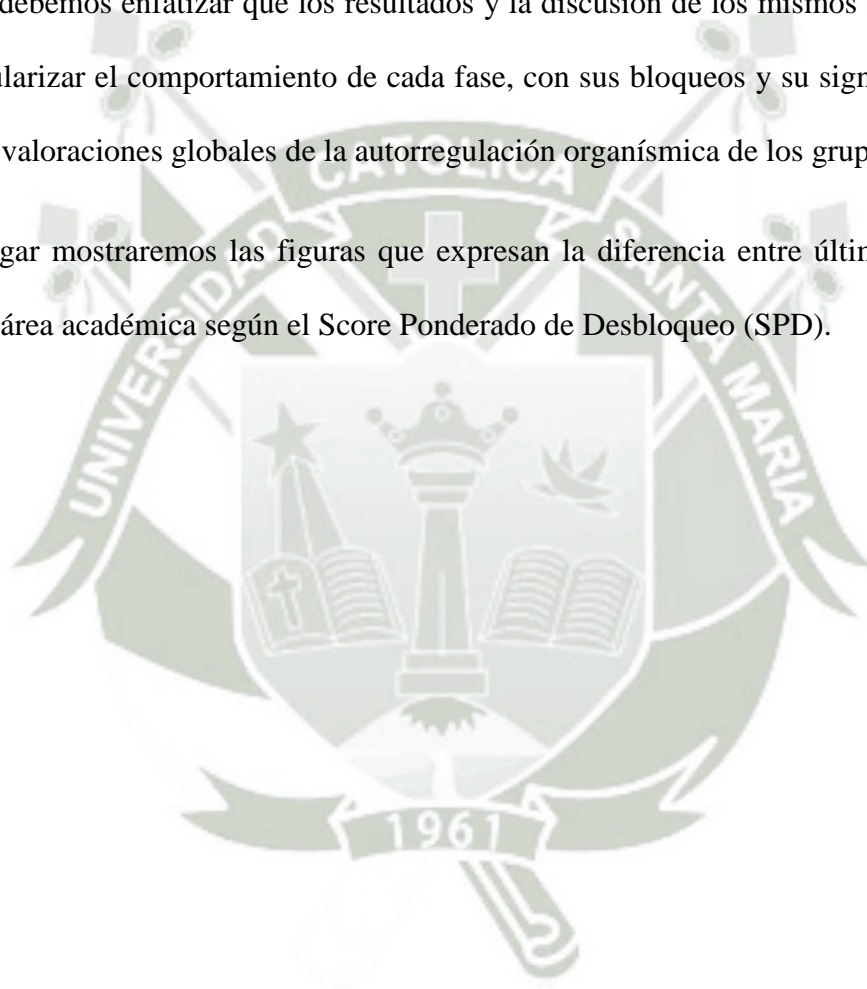 debemos enfatizar que los resultados y la discusión de los mismos
ularizar el comportamiento de cada fase, con sus bloqueos y su sign
valoraciones globales de la autorregulación organísmica de los grup
gar mostraremos las figuras que expresan la diferencia entre últin
área académica según el Score Ponderado de Desbloqueo (SPD).
UNIVERSIDAD CATOLICA SANTA MARIA
1961